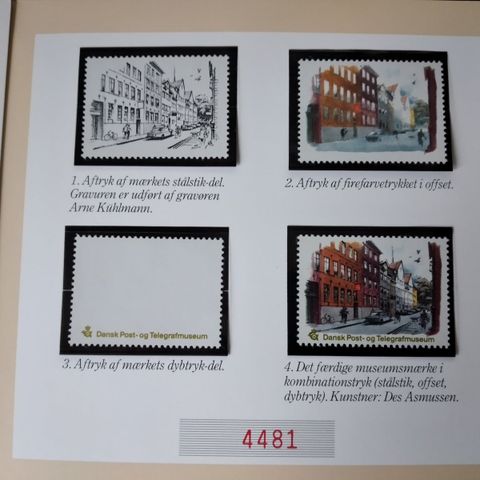 1. Aftryk af mærkets stålstik-del.
Gravuren er udført af gravøren
Arne Kühlmann.
2. Aftryk af firefarvetrykket i offset.
Dansk Post- og Telegrafmuseum
3. Aftryk af mærkets dybtryk-del.
Dansk Post- og Telegrafmuseum
4. Det færdige museumsmærke i
kombinationstryk (stålstik, offset,
dybtryk). Kunstner: Des Asmussen.
4481